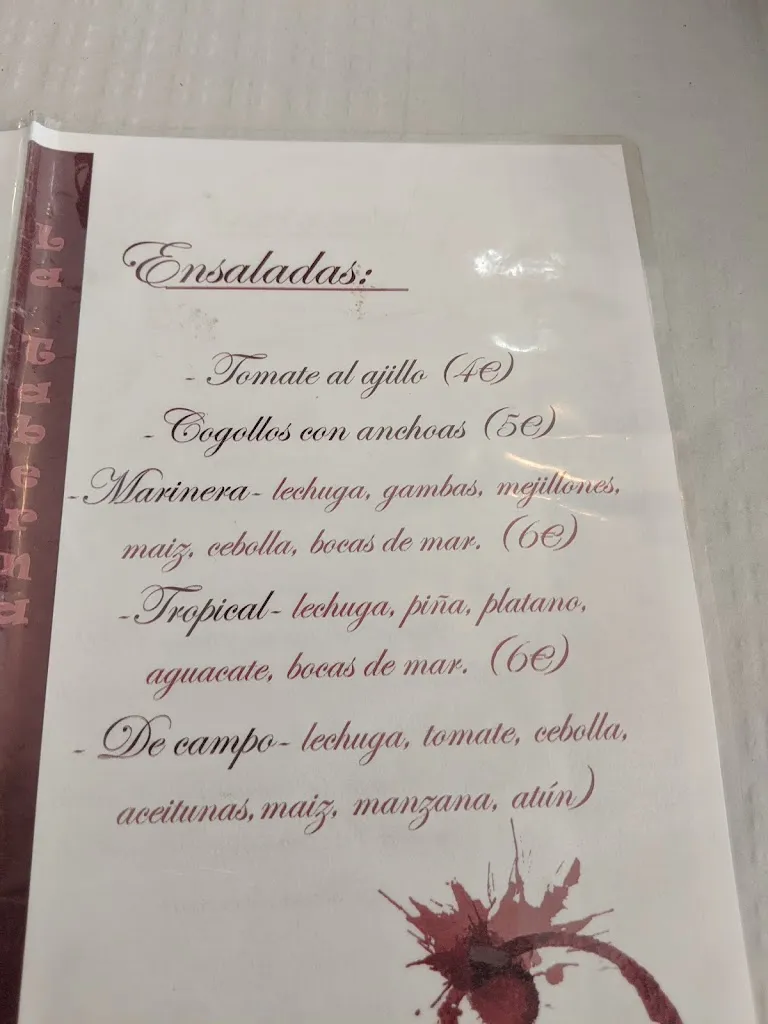 La Taberna
Ensaladas:
- Tomate al ajillo (4€)
- Cogollos con anchoas (5€)
-Marinera- lechuga, gambas, mejillones,
maiz, cebolla, bocas de mar. (6€)
-Tropical- lechuga, piña, platano,
aguacate, bocas de mar. (6€)
- De campo- lechuga, tomate, cebolla,
aceitunas, maiz, manzana, atún)